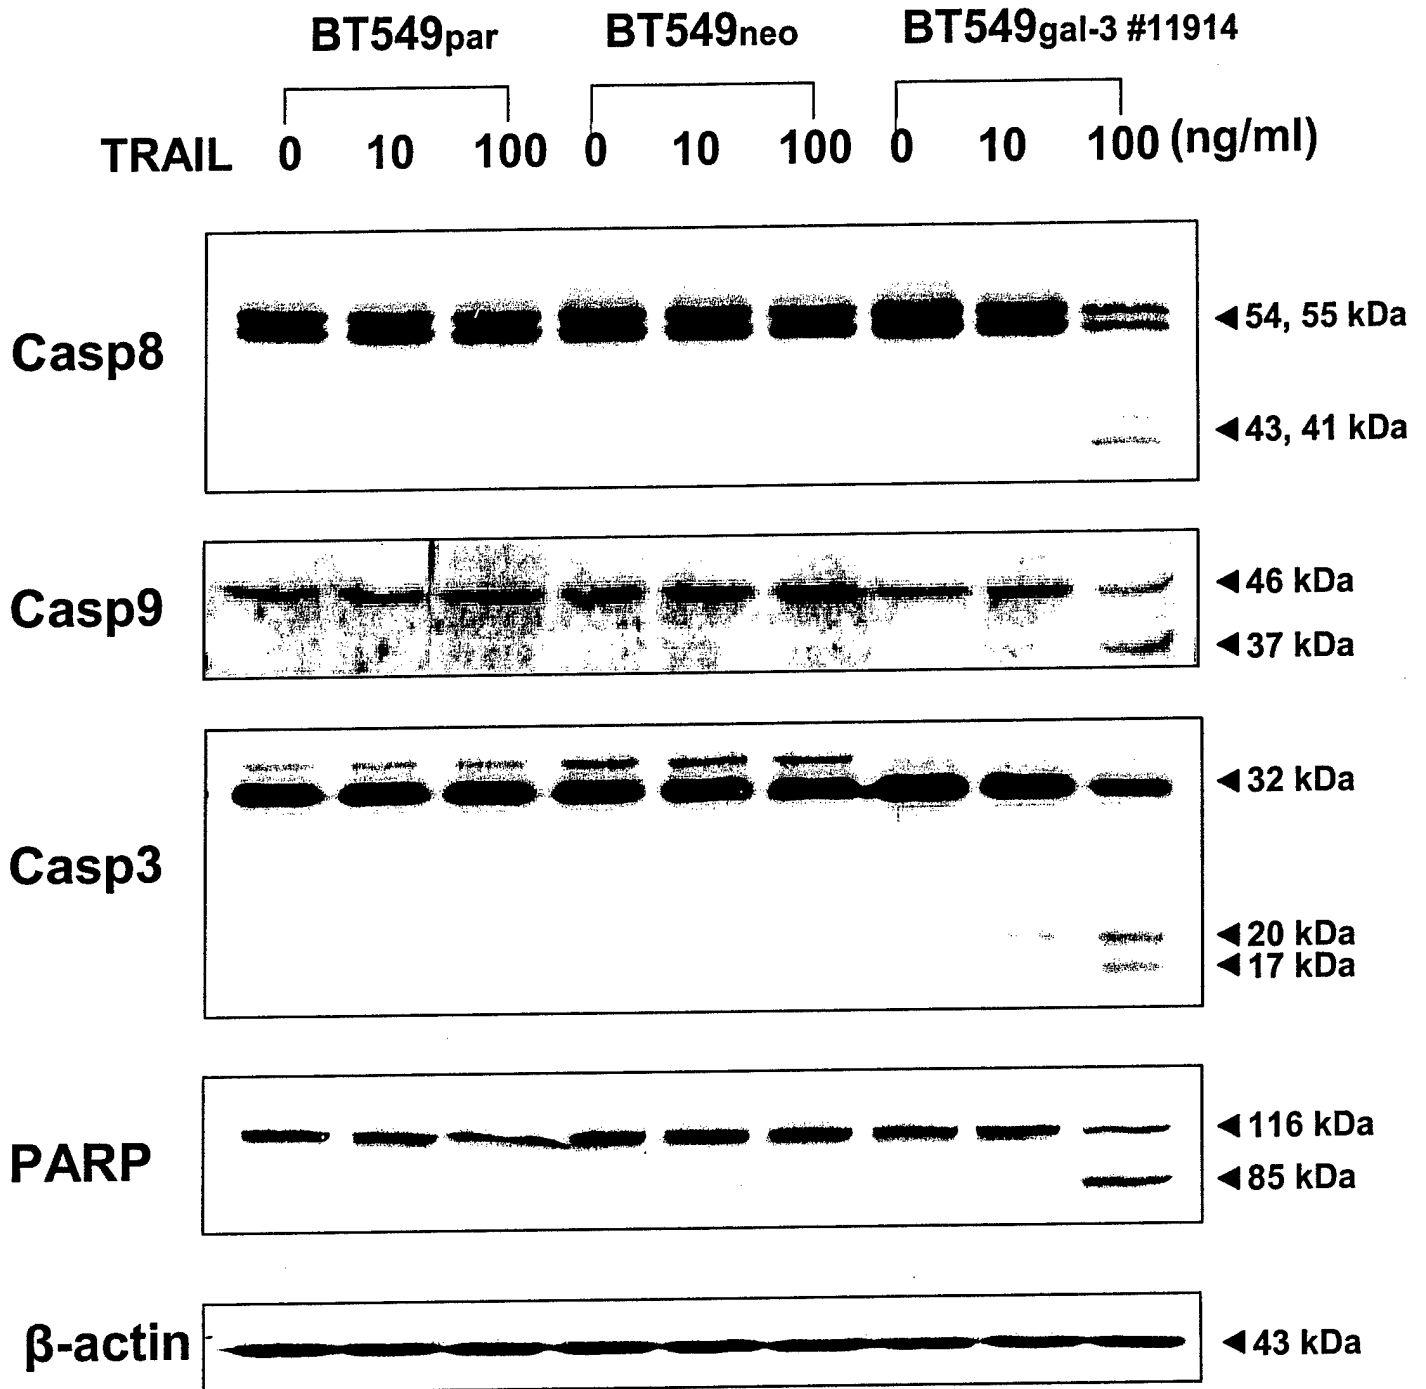 BT549par BT549neo BT549gal-3 #11914
TRAIL 0 10 100 0 10 100 0 10 100 (ng/ml)
Casp8
◄54, 55 kDa
◄43, 41 kDa
Casp9
◄46 kDa
◄37 kDa
Casp3
◄32 kDa
◄20 kDa
◄17 kDa
PARP
◄116 kDa
◄85 kDa
β-actin
◄43 kDa